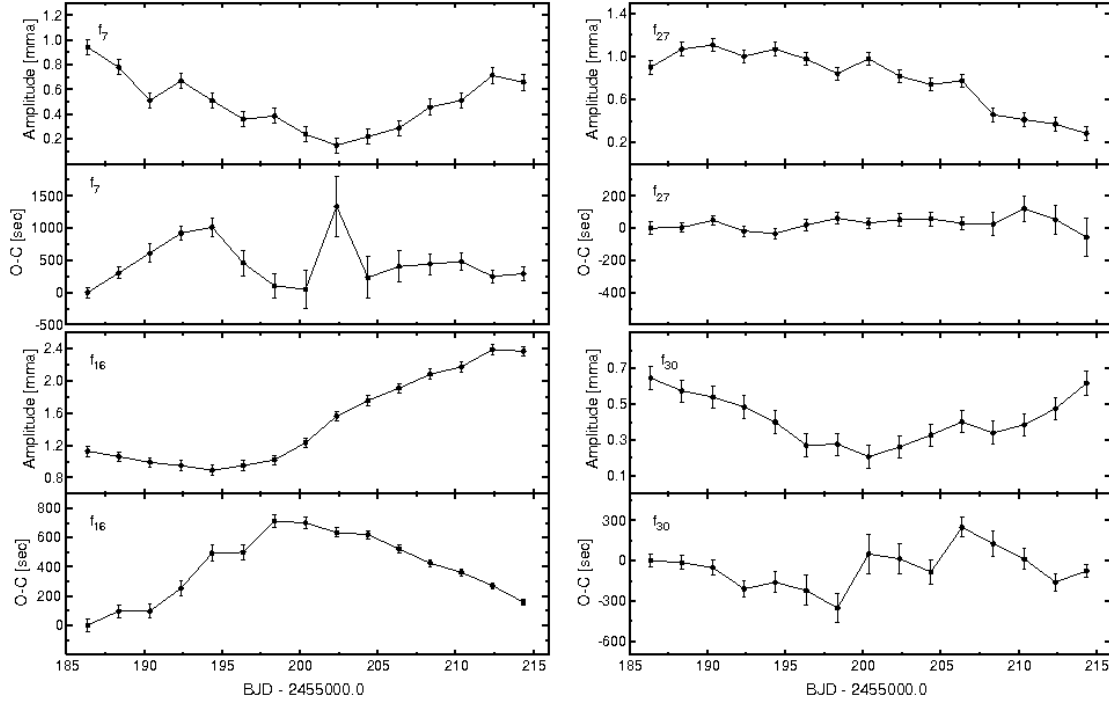 f7
Amplitude [mma]
1.0
0.8
0.6
0.4
0.2
f7
O-C [sec]
1500
1000
500
0
-500
f16
Amplitude [mma]
2.4
2.0
1.6
1.2
0.8
f16
O-C [sec]
800
600
400
200
0
185 190 195 200 205 210 215
BJD - 2455000.0
f27
Amplitude [mma]
1.4
1.0
0.6
0.2
f27
O-C [sec]
200
0
-200
-400
f30
Amplitude [mma]
0.7
0.5
0.3
0.1
f30
O-C [sec]
300
0
-300
-600
185 190 195 200 205 210 215
BJD - 2455000.0